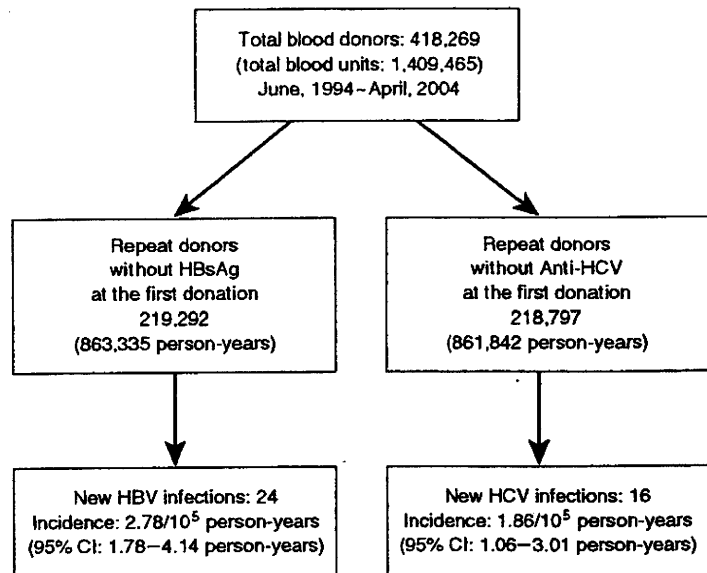 Total blood donors: 418,269
(total blood units: 1,409,465)
June, 1994~April, 2004
Repeat donors
without HBsAg
at the first donation
219,292
(863,335 person-years)
Repeat donors
without Anti-HCV
at the first donation
218,797
(861,842 person-years)
New HBV infections: 24
Incidence: 2.78/10⁵ person-years
(95% CI: 1.78–4.14 person-years)
New HCV infections: 16
Incidence: 1.86/10⁵ person-years
(95% CI: 1.06–3.01 person-years)